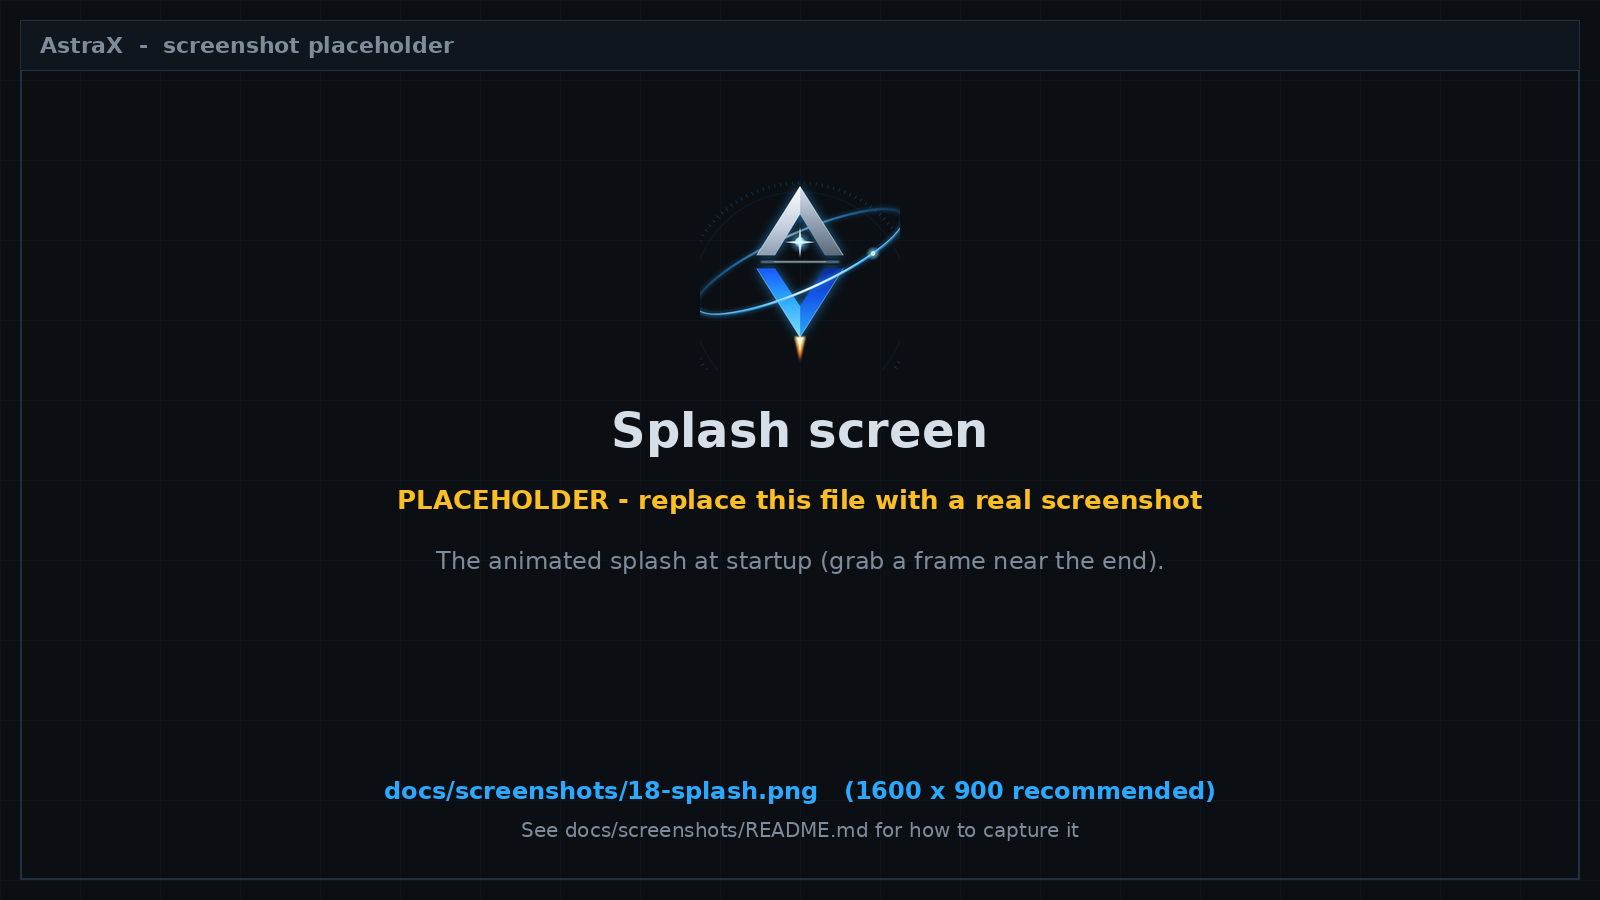 AstraX - screenshot placeholder
Splash screen
PLACEHOLDER - replace this file with a real screenshot
The animated splash at startup (grab a frame near the end).
docs/screenshots/18-splash.png (1600 x 900 recommended)
See docs/screenshots/README.md for how to capture it